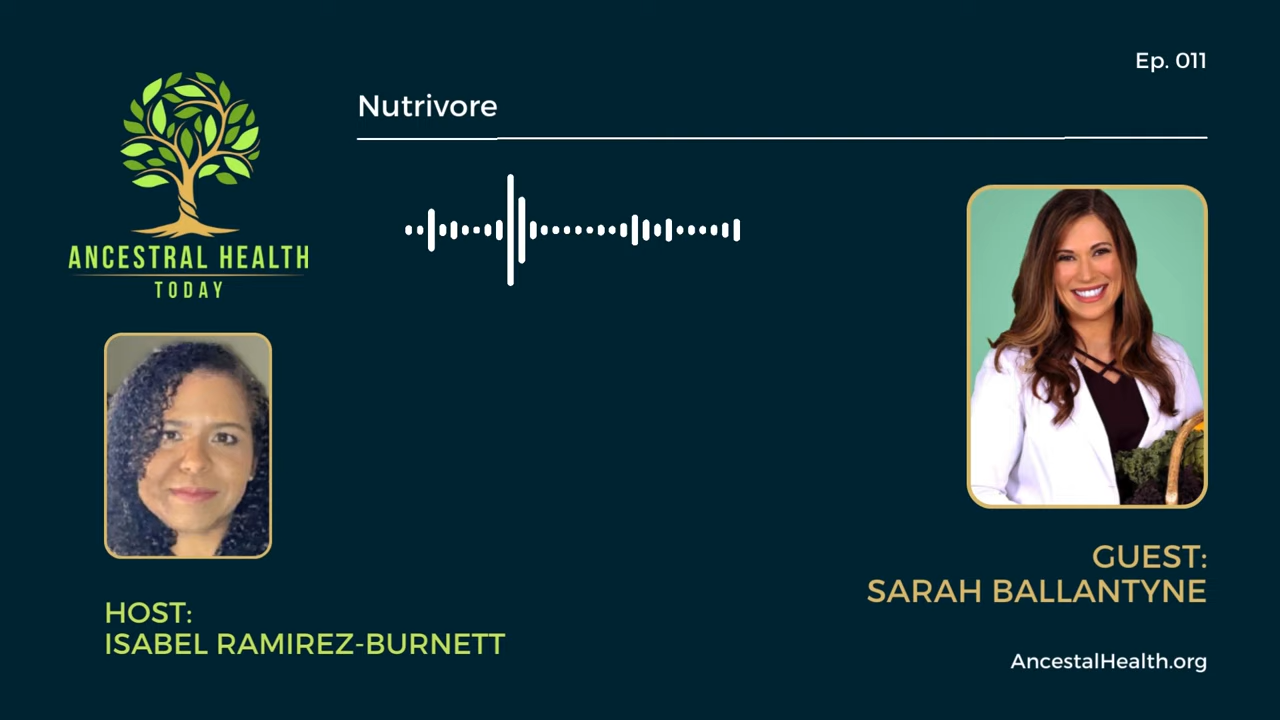 Ep. 011
Nutrivore
ANCESTRAL HEALTH
TODAY
HOST:
ISABEL RAMIREZ-BURNETT
GUEST:
SARAH BALLANTYNE
AncestalHealth.org